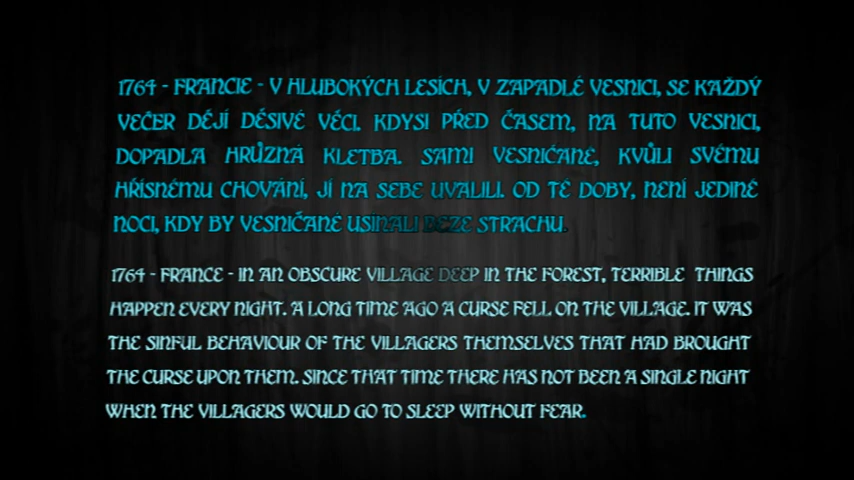 1764 - FRANCIE - V HLUBOKÝCH LESÍCH, V ZAPADLÉ VESNICI, SE KAŽDÝ
VEČER DĚJÍ DĚSIVÉ VĚCI. KDYSI PŘED ČASEM, NA TUTO VESNICI,
DOPADLA HRŮZNÁ KLETBA. SAMI VESNIČANÉ, KVŮLI SVÉMU
HŘÍSNÉMU CHOVÁNÍ, JÍ NA SEBE UVALILI. OD TÉ DOBY, NENÍ JEDINÉ
NOCI, KDY BY VESNIČANÉ USINALI BEZE STRACHU.
1764 - FRANCE - IN AN OBSCURE VILLAGE DEEP IN THE FOREST, TERRIBLE THINGS
HAPPEN EVERY NIGHT. A LONG TIME AGO A CURSE FELL ON THE VILLAGE. IT WAS
THE SINFUL BEHAVIOUR OF THE VILLAGERS THEMSELVES THAT HAD BROUGHT
THE CURSE UPON THEM. SINCE THAT TIME THERE HAS NOT BEEN A SINGLE NIGHT
WHEN THE VILLAGERS WOULD GO TO SLEEP WITHOUT FEAR.